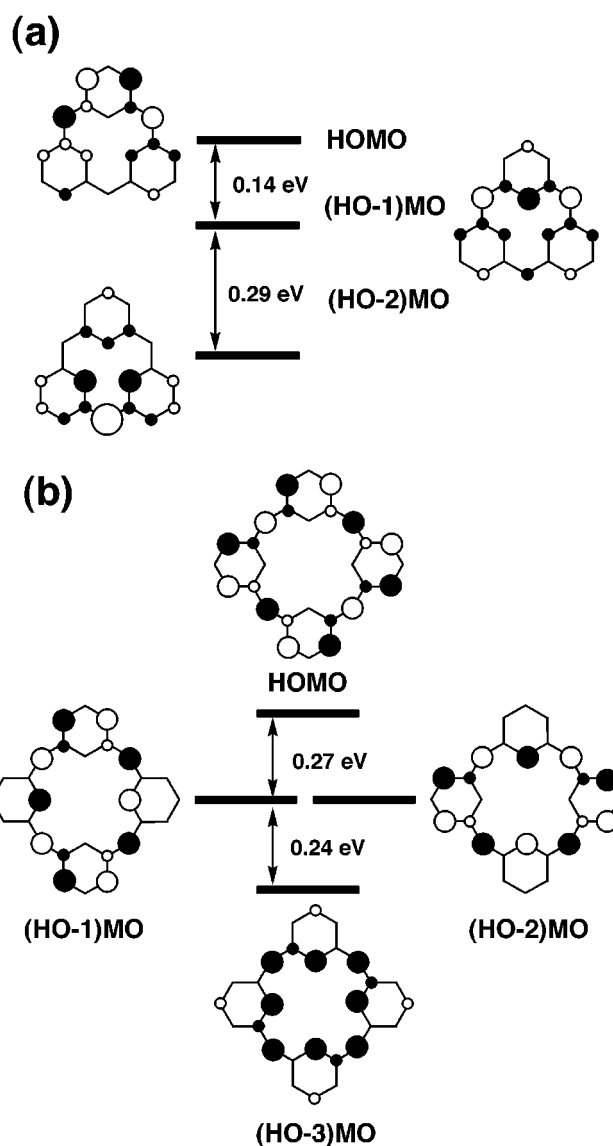 (a)
HOMO
0.14 eV
(HO-1)MO
0.29 eV
(HO-2)MO
(b)
HOMO
0.27 eV
0.24 eV
(HO-1)MO
(HO-2)MO
(HO-3)MO